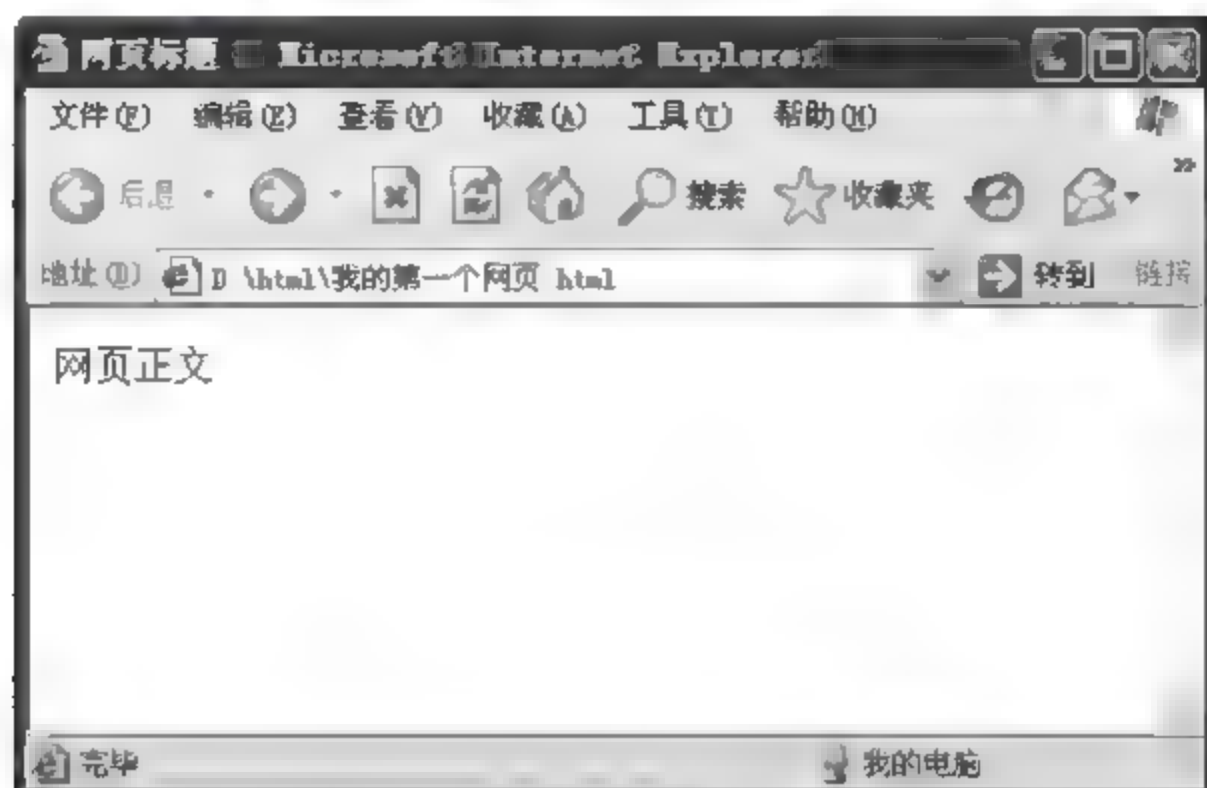 网页标题 - Microsoft Internet Explorer
文件(F) 编辑(E) 查看(V) 收藏(A) 工具(T) 帮助(H)
后退 搜索 收藏夹 »
地址(D) D \html\我的第一个网页 html 转到 链接
网页正文
完毕 我的电脑